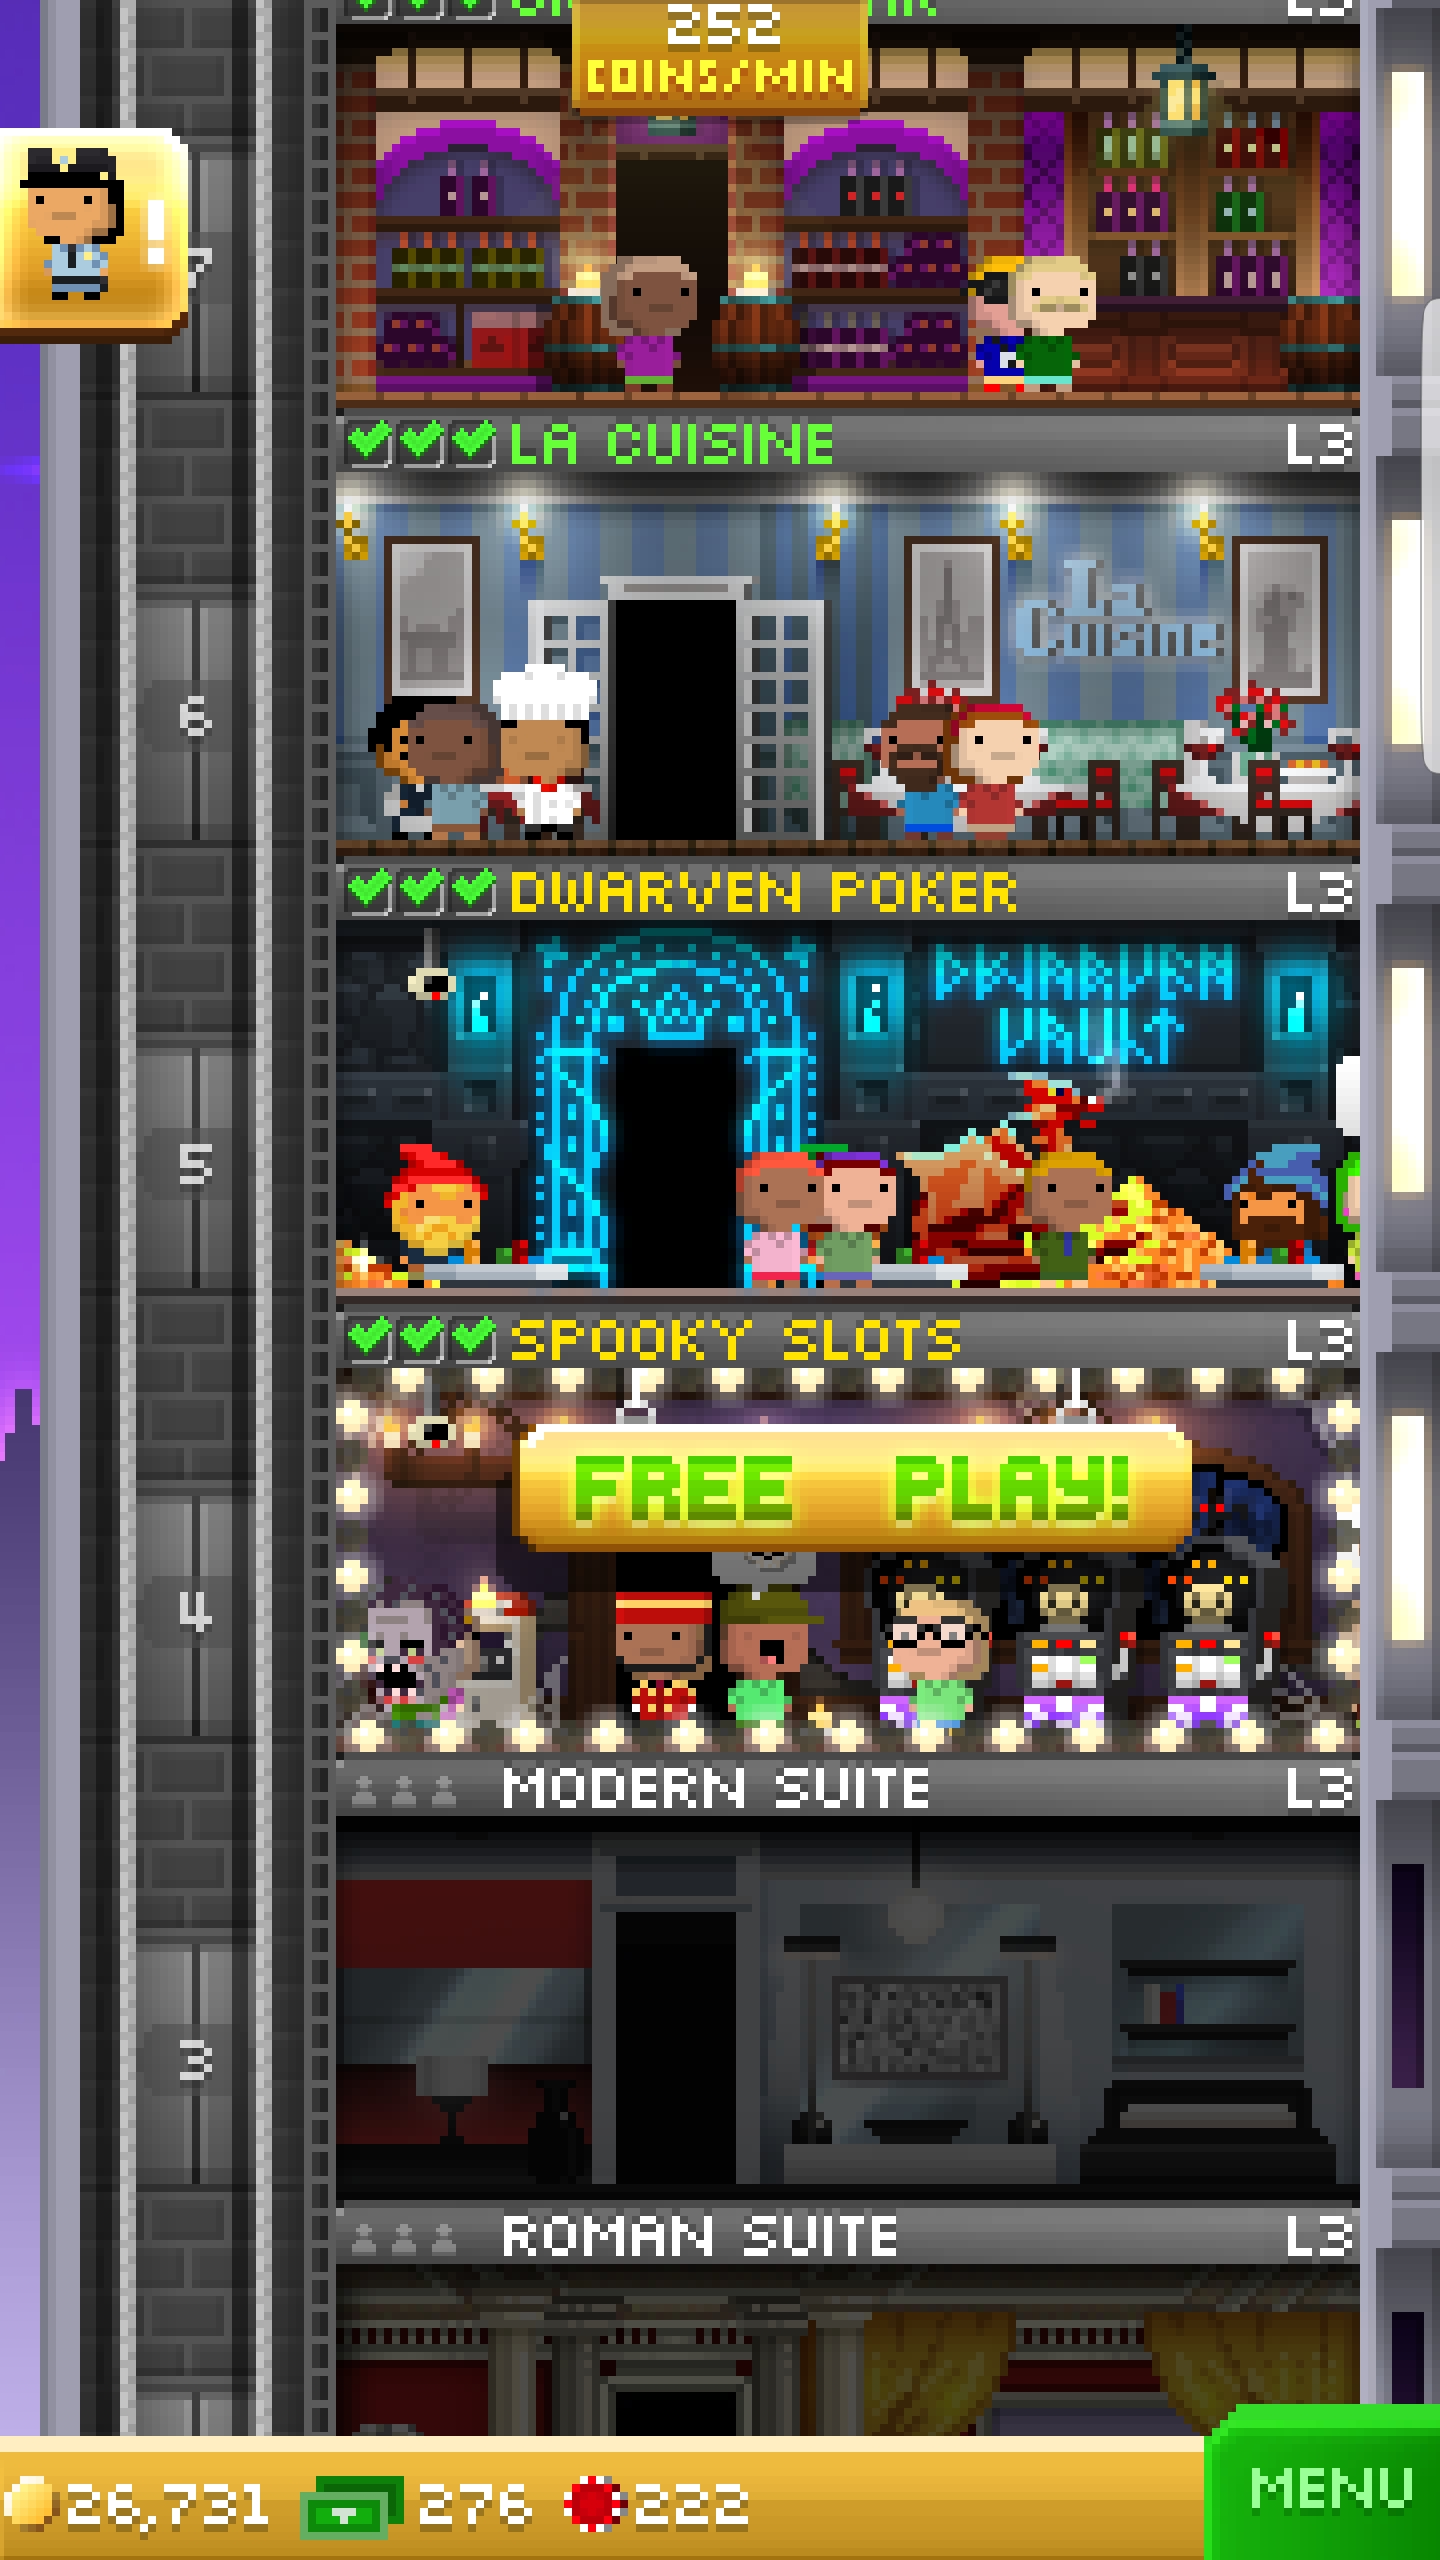 L3
252
COINS/MIN
!
7
LA CUISINE L3
La
Cuisine
6
DWARVEN POKER L3
DWARVEN
VAULT
5
SPOOKY SLOTS L3
FREE PLAY!
4
MODERN SUITE L3
3
ROMAN SUITE L3
26,731 276 222
MENU